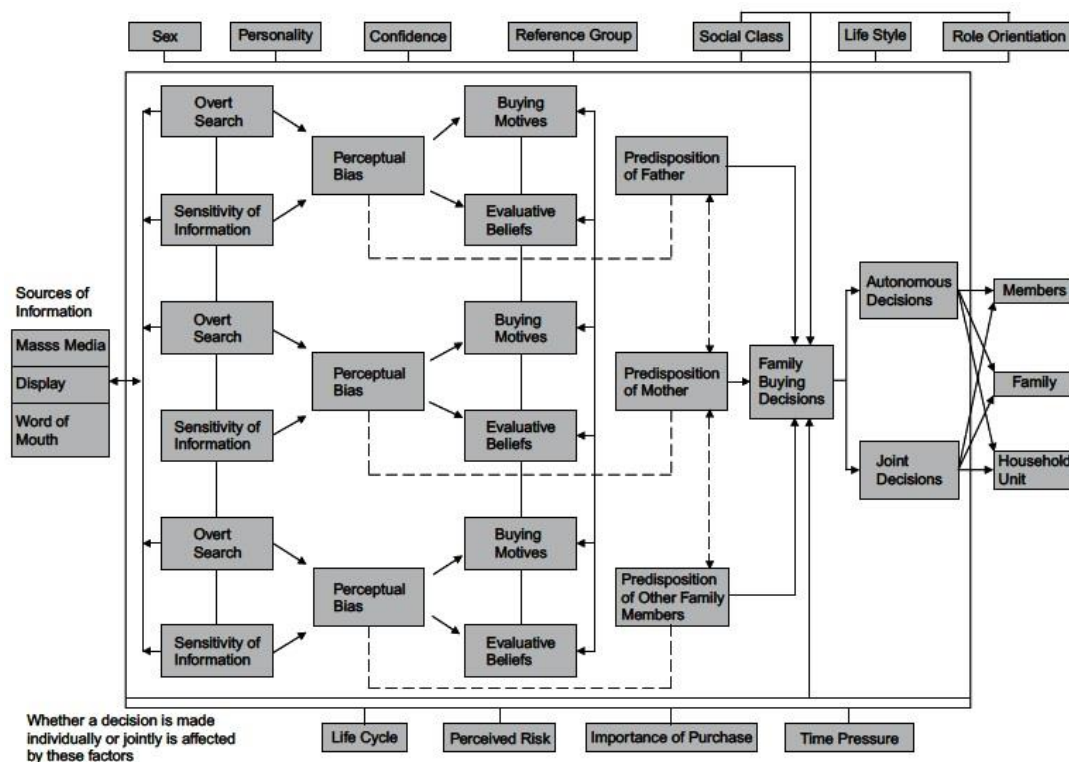 Sex
Personality
Confidence
Reference Group
Social Class
Life Style
Role Orientiation
Overt
Search
Buying
Motives
Perceptual
Bias
Predisposition
of Father
Sensitivity of
Information
Evaluative
Beliefs
Sources of
Information
Masss Media
Display
Word of
Mouth
Overt
Search
Buying
Motives
Perceptual
Bias
Predisposition
of Mother
Sensitivity of
Information
Evaluative
Beliefs
Family
Buying
Decisions
Autonomous
Decisions
Joint
Decisions
Members
Family
Household
Unit
Overt
Search
Buying
Motives
Perceptual
Bias
Predisposition
of Other Family
Members
Sensitivity of
Information
Evaluative
Beliefs
Whether a decision is made
individually or jointly is affected
by these factors
Life Cycle
Perceived Risk
Importance of Purchase
Time Pressure